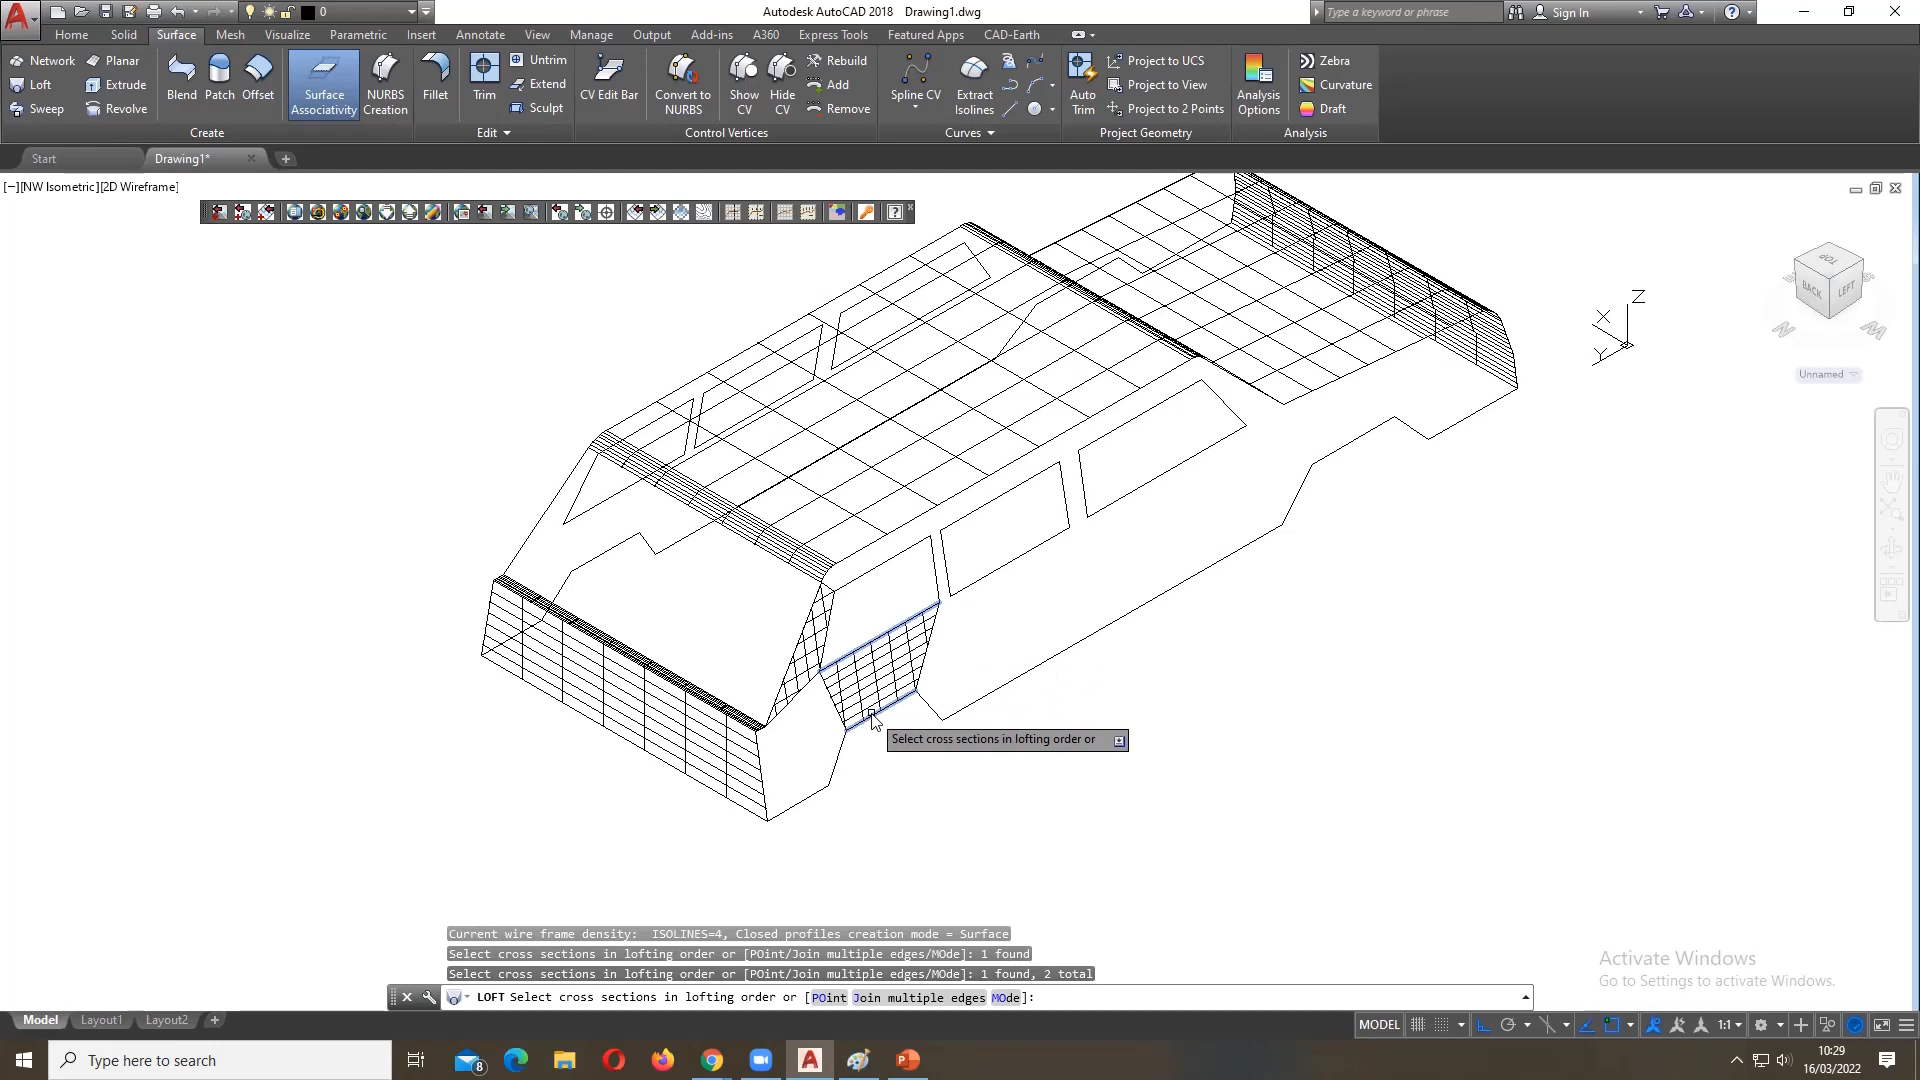 0
Autodesk AutoCAD 2018 Drawing1.dwg
Type a keyword or phrase
Sign In
Home Solid Surface Mesh Visualize Parametric Insert Annotate View Manage Output Add-ins A360 Express Tools Featured Apps CAD-Earth
Network Planar
Loft Extrude
Sweep Revolve
Blend Patch Offset
Surface Associativity
NURBS Creation
Fillet
Trim
Untrim
Extend
Sculpt
CV Edit Bar
Convert to NURBS
Show CV
Hide CV
Rebuild
Add
Remove
Spline CV
Extract Isolines
Auto Trim
Project to UCS
Project to View
Project to 2 Points
Analysis Options
Zebra
Curvature
Draft
Create Edit Control Vertices Curves Project Geometry Analysis
Start Drawing1*
[−][NW Isometric][2D Wireframe]
TOP
BACK LEFT
Unnamed
Z
X
Y
Select cross sections in lofting order or
Current wire frame density: ISOLINES=4, Closed profiles creation mode = Surface
Select cross sections in lofting order or [POint/Join multiple edges/MOde]: 1 found
Select cross sections in lofting order or [POint/Join multiple edges/MOde]: 1 found, 2 total
LOFT Select cross sections in lofting order or [POint Join multiple edges MOde]:
Activate Windows
Go to Settings to activate Windows.
Model Layout1 Layout2
MODEL 1:1
Type here to search
8
10:29
16/03/2022